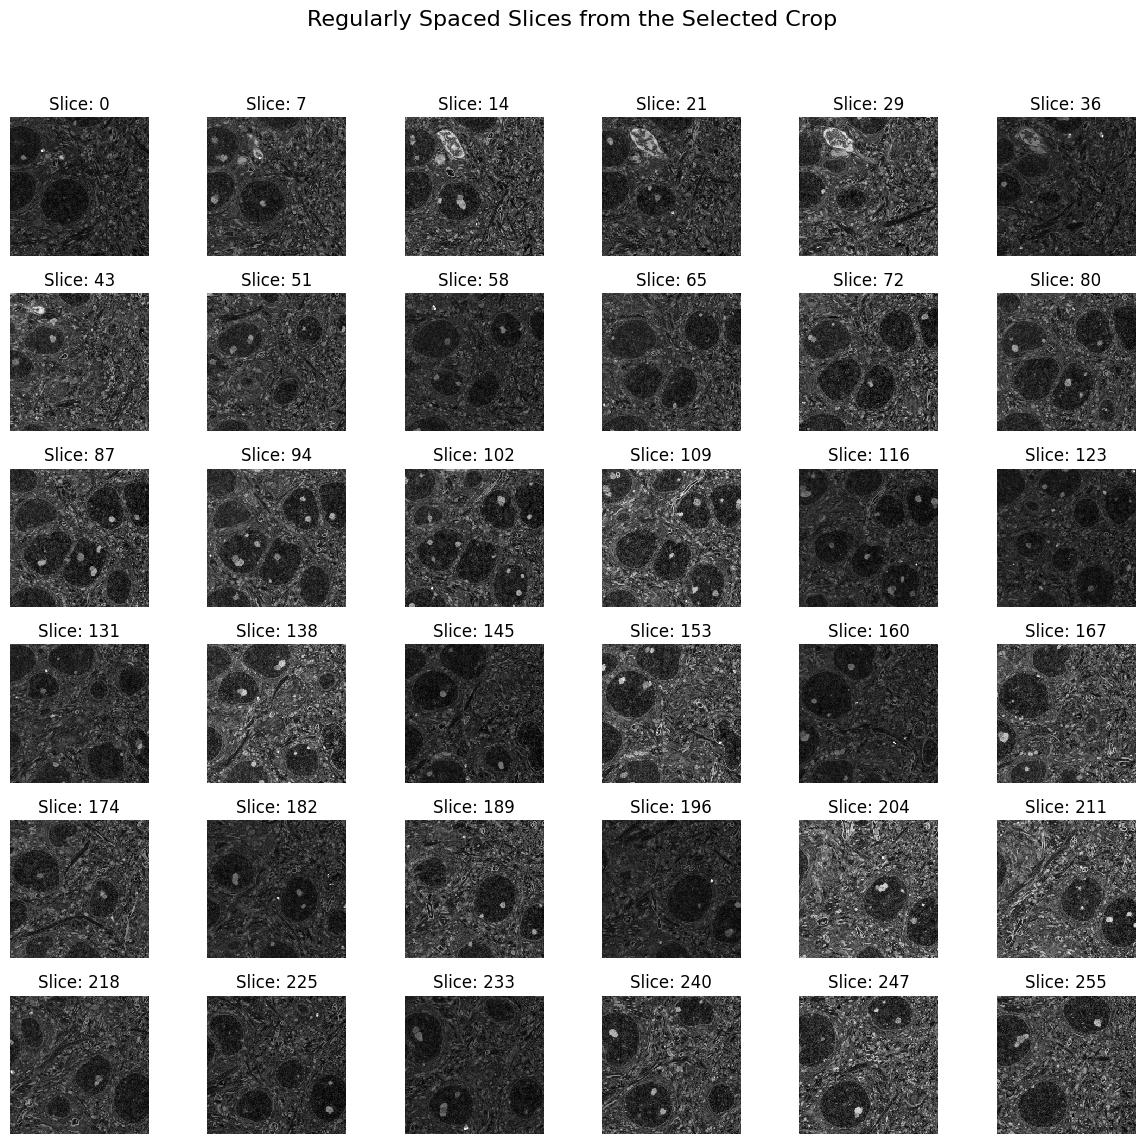 Regularly Spaced Slices from the Selected Crop
Slice: 0 Slice: 7 Slice: 14 Slice: 21 Slice: 29 Slice: 36
Slice: 43 Slice: 51 Slice: 58 Slice: 65 Slice: 72 Slice: 80
Slice: 87 Slice: 94 Slice: 102 Slice: 109 Slice: 116 Slice: 123
Slice: 131 Slice: 138 Slice: 145 Slice: 153 Slice: 160 Slice: 167
Slice: 174 Slice: 182 Slice: 189 Slice: 196 Slice: 204 Slice: 211
Slice: 218 Slice: 225 Slice: 233 Slice: 240 Slice: 247 Slice: 255